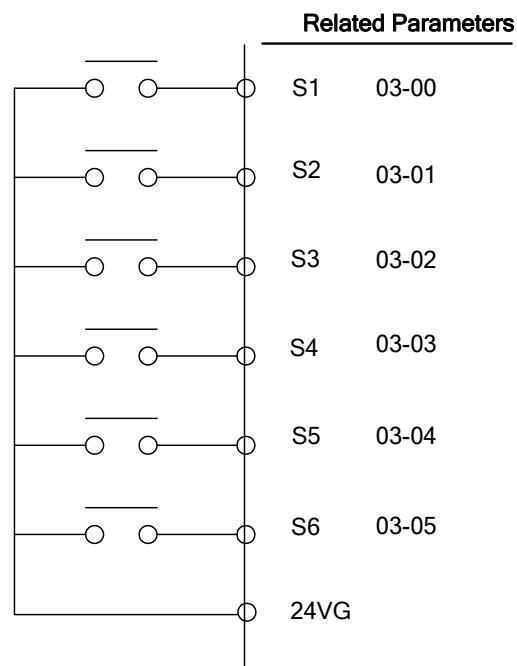 Related Parameters
S1 03-00
S2 03-01
S3 03-02
S4 03-03
S5 03-04
S6 03-05
24VG